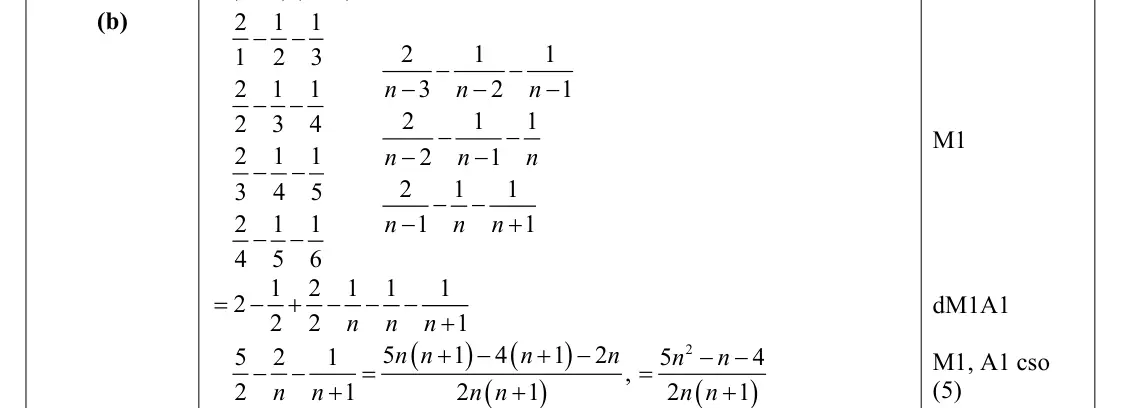 (b)
2/1 − 1/2 − 1/3
2/2 − 1/3 − 1/4
2/3 − 1/4 − 1/5
2/4 − 1/5 − 1/6
2/(n−3) − 1/(n−2) − 1/(n−1)
2/(n−2) − 1/(n−1) − 1/n
2/(n−1) − 1/n − 1/(n+1)
M1
= 2 − 1/2 + 2/2 − 1/n − 1/n − 1/(n+1)
dM1A1
5/2 − 2/n − 1/(n+1) = (5n(n+1) − 4(n+1) − 2n)/(2n(n+1)) , = (5n² − n − 4)/(2n(n+1))
M1, A1 cso
(5)